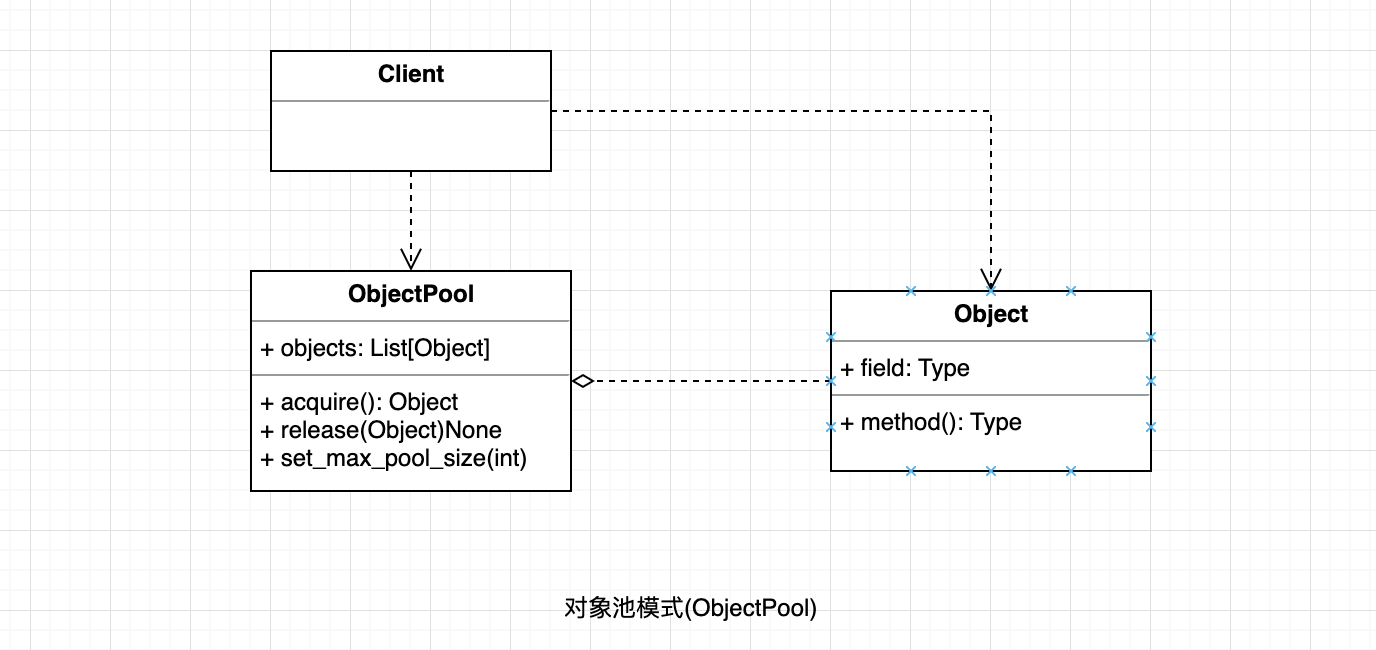 Client
ObjectPool
+ objects: List[Object]
+ acquire(): Object
+ release(Object)None
+ set_max_pool_size(int)
Object
+ field: Type
+ method(): Type
对象池模式(ObjectPool)